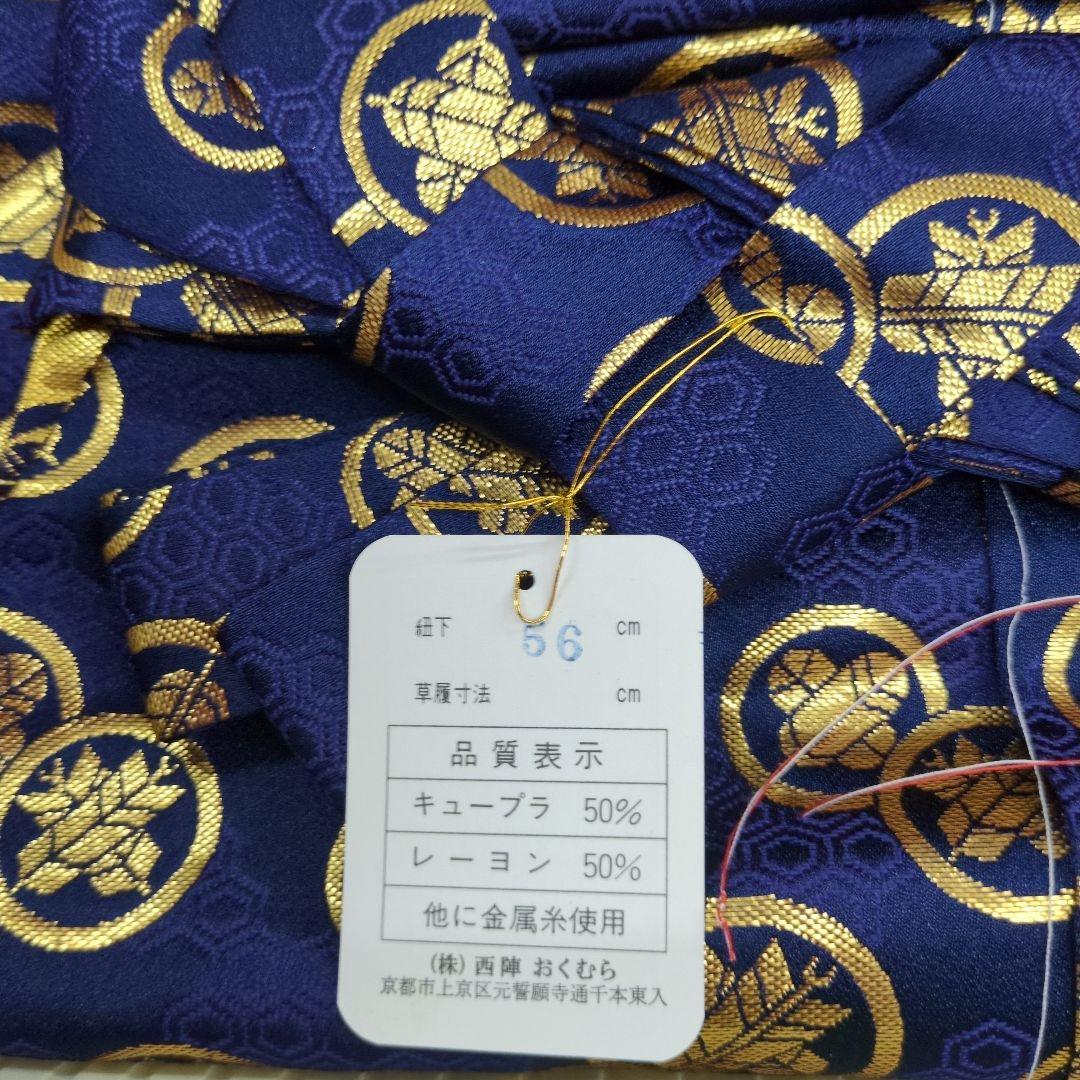 紐下 56 cm
草履寸法 cm
品質表示
キュープラ 50%
レーヨン 50%
他に金属糸使用
(株) 西陣 おくむら
京都市上京区元誓願寺通千本東入